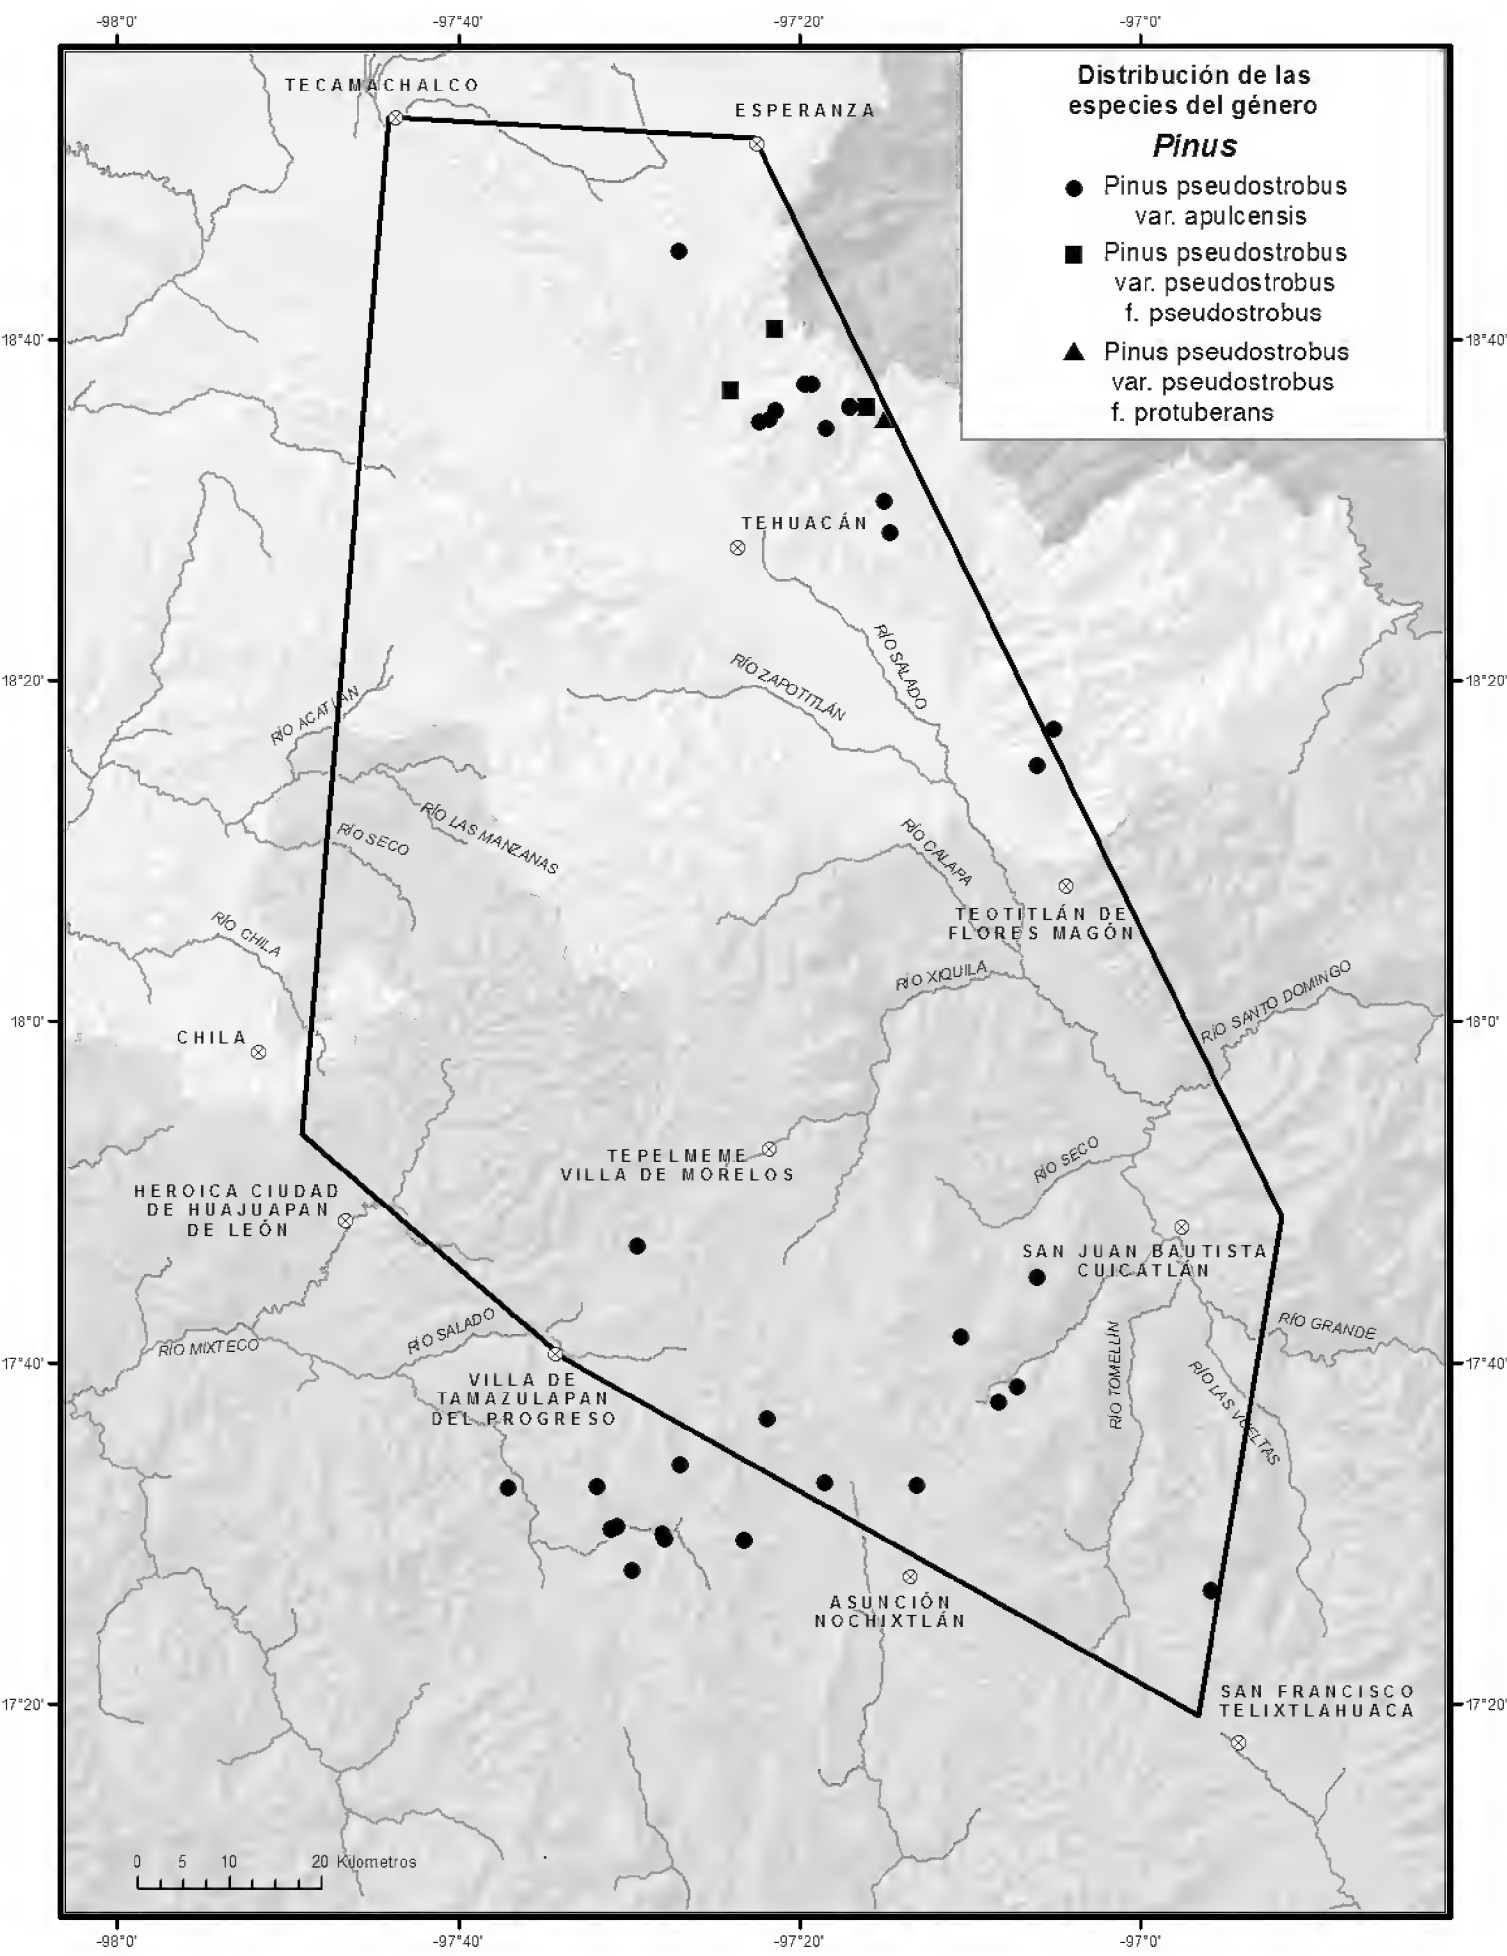 -98°0'
-97°40'
-97°20'
-97°0'
Distribución de las
especies del género
Pinus
Pinus pseudostrobus
var. apulcensis
Pinus pseudostrobus
var. pseudostrobus
f. pseudostrobus
Pinus pseudostrobus
var. pseudostrobus
f. protuberans
TECAMACHALCO
ESPERANZA
18°40'
18°40'
TEHUACÁN
RÍO SALADO
RÍO ZAPOTITLÁN
18°20'
18°20'
RÍO ACATLÁN
RÍO LAS MANZANAS
RÍO SECO
RÍO CALAPA
TEOTITLÁN DE
FLORES MAGÓN
RÍO CHILA
RÍO XIQUILA
RÍO SANTO DOMINGO
18°0'
18°0'
CHILA
TEPELMEME
VILLA DE MORELOS
RÍO SECO
HEROICA CIUDAD
DE HUAJUAPAN
DE LEÓN
SAN JUAN BAUTISTA
CUICATLÁN
RÍO SALADO
RÍO MIXTECO
RÍO GRANDE
17°40'
17°40'
VILLA DE
TAMAZULAPAN
DEL PROGRESO
RÍO TOMELLÍN
RÍO LAS VUELTAS
ASUNCIÓN
NOCHIXTLÁN
SAN FRANCISCO
TELIXTLAHUACA
17°20'
17°20'
0 5 10 20 Kilometros
-98°0'
-97°40'
-97°20'
-97°0'